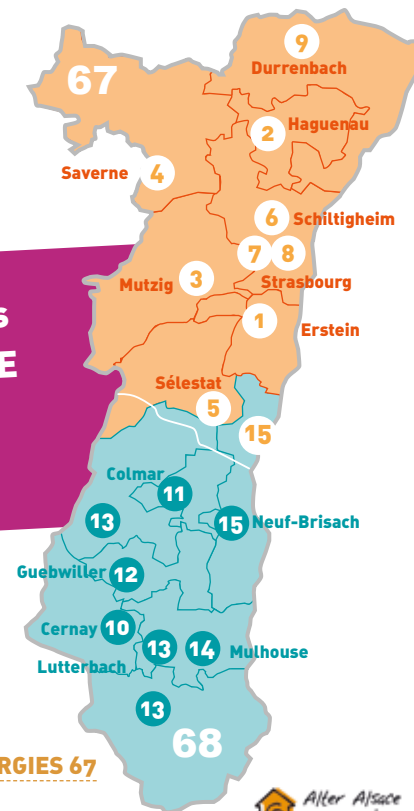 9
Durrenbach
67
2
Haguenau
Saverne
4
6
Schiltigheim
7
8
Mutzig
3
Strasbourg
s
E
1
Erstein
Sélestat
5
15
Colmar
11
13
15
Neuf-Brisach
Guebwiller
12
Cernay
10
13
14
Mulhouse
Lutterbach
13
68
RGIES 67
Alter Alsace